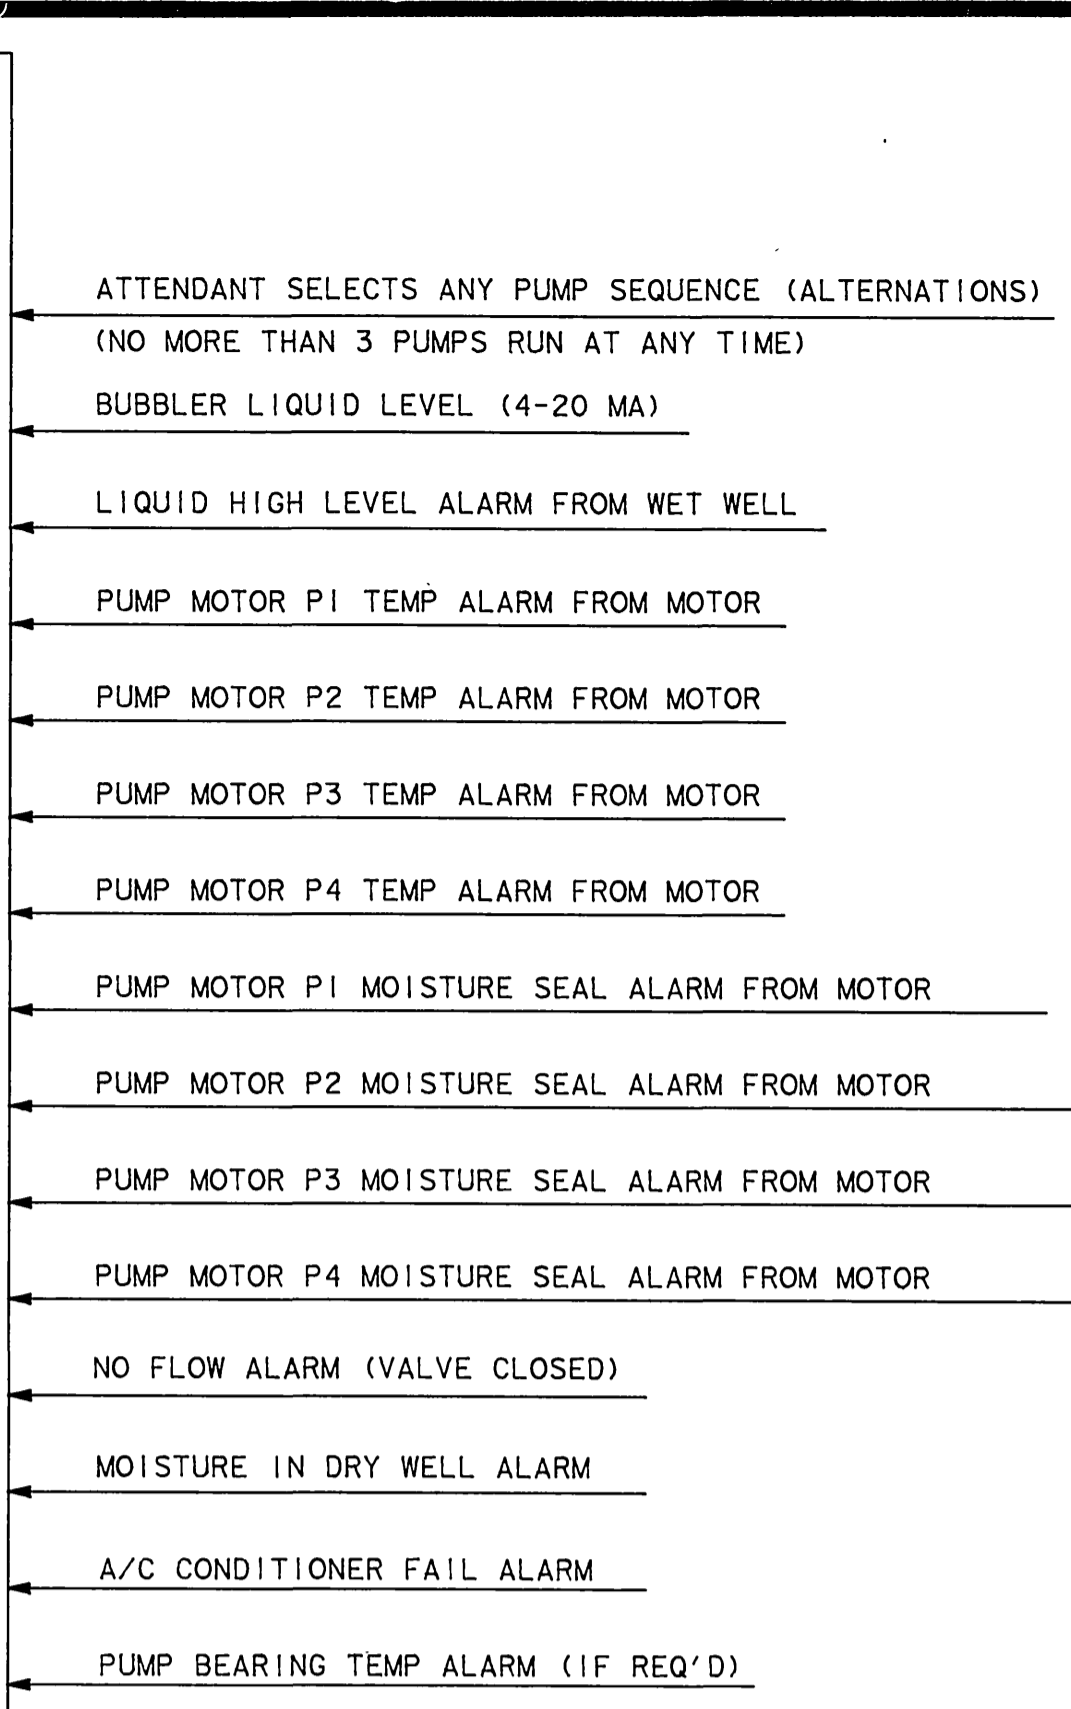 ATTENDANT SELECTS ANY PUMP SEQUENCE (ALTERNATIONS)
(NO MORE THAN 3 PUMPS RUN AT ANY TIME)
BUBBLER LIQUID LEVEL (4-20 MA)
LIQUID HIGH LEVEL ALARM FROM WET WELL
PUMP MOTOR P1 TEMP ALARM FROM MOTOR
PUMP MOTOR P2 TEMP ALARM FROM MOTOR
PUMP MOTOR P3 TEMP ALARM FROM MOTOR
PUMP MOTOR P4 TEMP ALARM FROM MOTOR
PUMP MOTOR P1 MOISTURE SEAL ALARM FROM MOTOR
PUMP MOTOR P2 MOISTURE SEAL ALARM FROM MOTOR
PUMP MOTOR P3 MOISTURE SEAL ALARM FROM MOTOR
PUMP MOTOR P4 MOISTURE SEAL ALARM FROM MOTOR
NO FLOW ALARM (VALVE CLOSED)
MOISTURE IN DRY WELL ALARM
A/C CONDITIONER FAIL ALARM
PUMP BEARING TEMP ALARM (IF REQ'D)